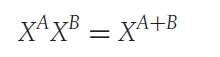 X^A X^B = X^{A+B}